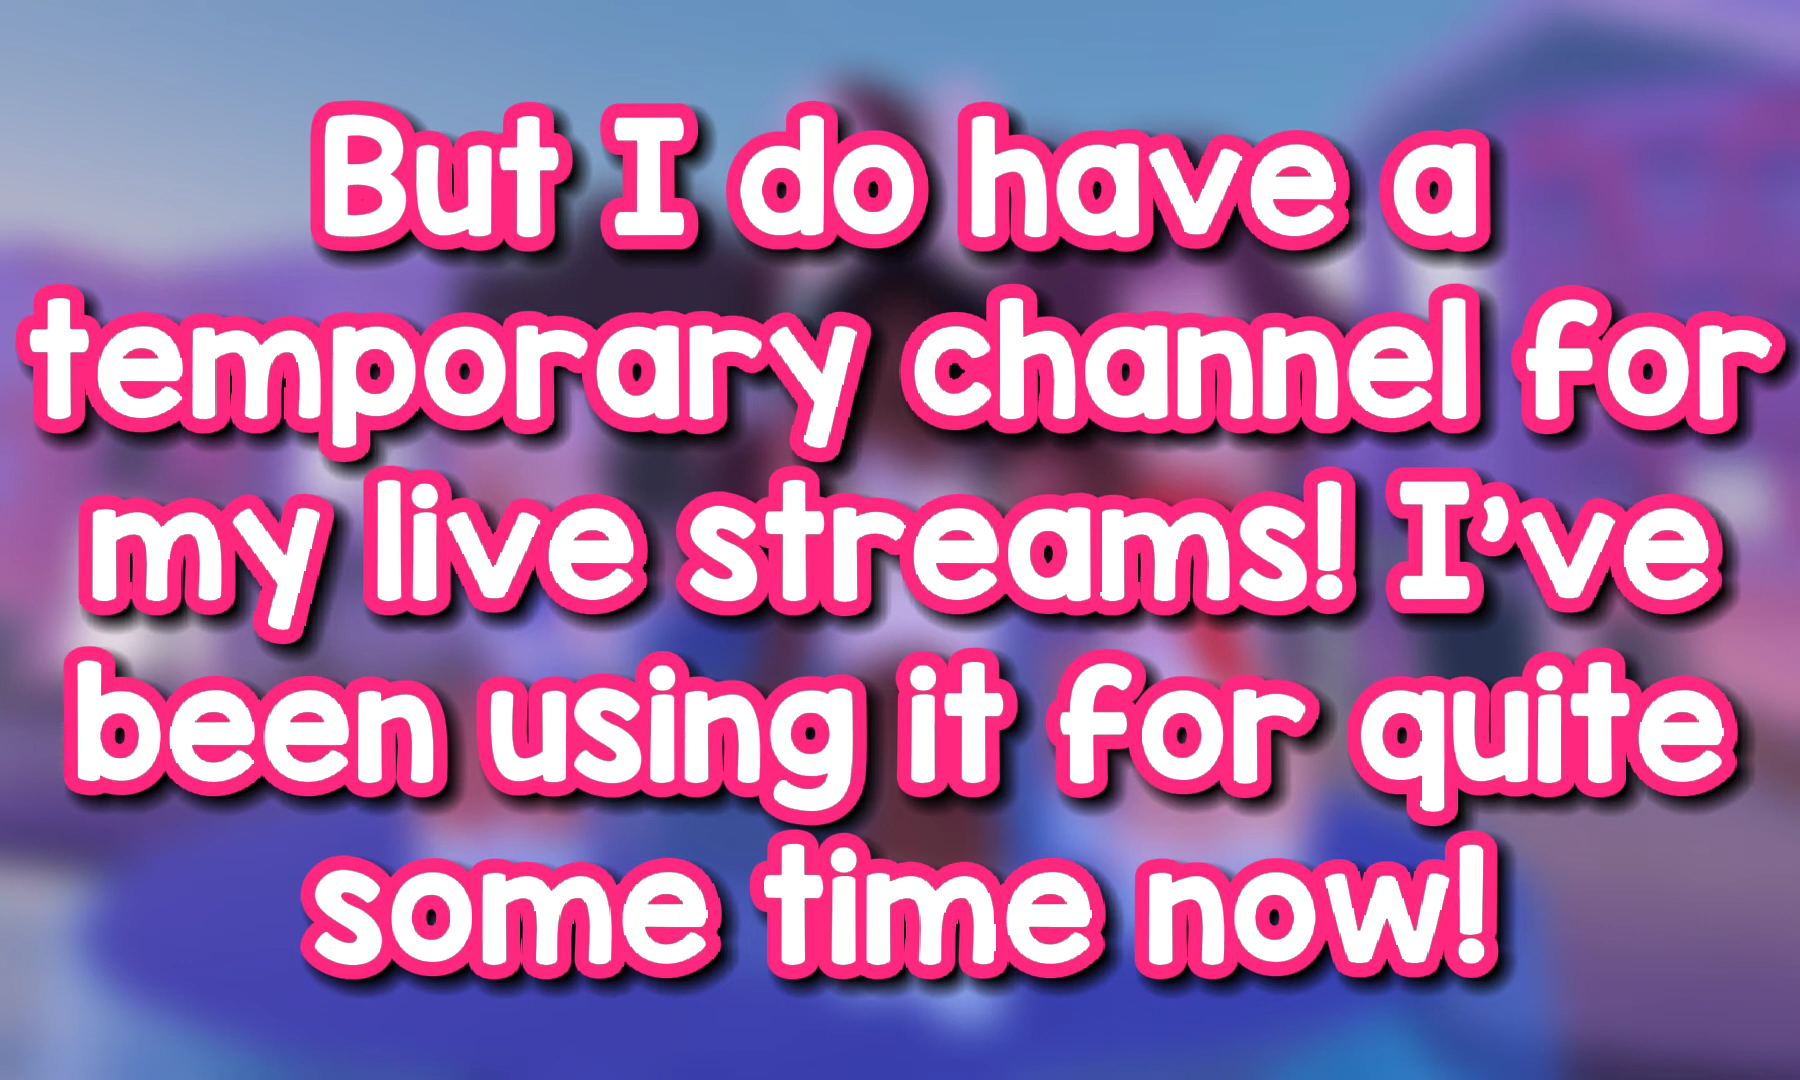 But I do have a
temporary channel for
my live streams! I've
been using it for quite
some time now!